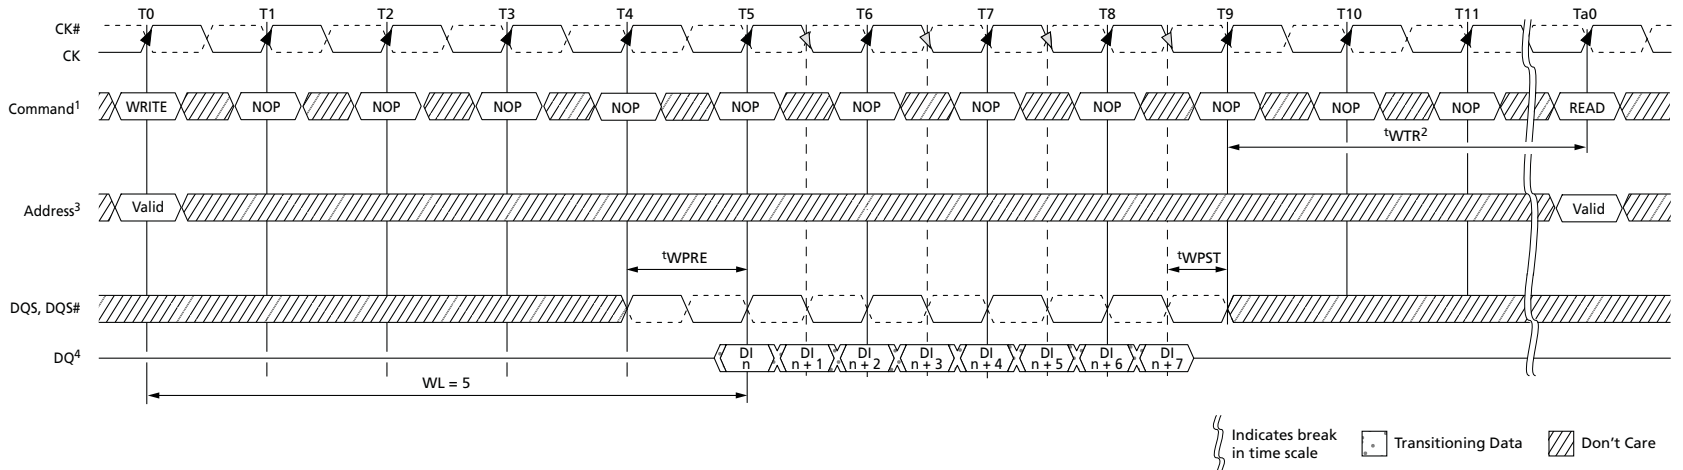 T0 T1 T2 T3 T4 T5 T6 T7 T8 T9 T10 T11 Ta0
CK#
CK
Command1 WRITE NOP NOP NOP NOP NOP NOP NOP NOP NOP NOP NOP READ
tWTR2
Address3 Valid Valid
tWPRE tWPST
DQS, DQS#
DQ4 DI n DI n + 1 DI n + 2 DI n + 3 DI n + 4 DI n + 5 DI n + 6 DI n + 7
WL = 5
Indicates break
in time scale
Transitioning Data
Don't Care